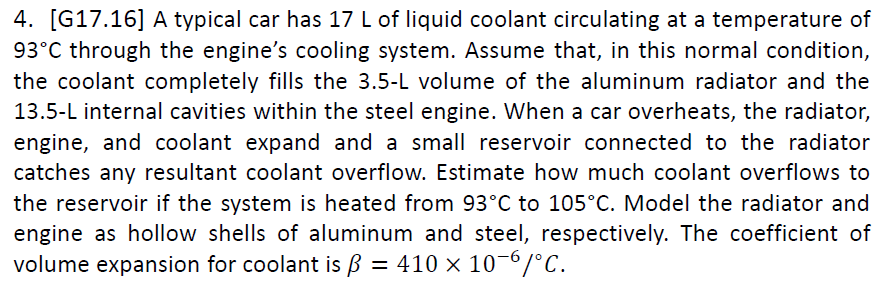 4. [G17.16] A typical car has 17 L of liquid coolant circulating at a temperature of
93°C through the engine’s cooling system. Assume that, in this normal condition,
the coolant completely fills the 3.5-L volume of the aluminum radiator and the
13.5-L internal cavities within the steel engine. When a car overheats, the radiator,
engine, and coolant expand and a small reservoir connected to the radiator
catches any resultant coolant overflow. Estimate how much coolant overflows to
the reservoir if the system is heated from 93°C to 105°C. Model the radiator and
engine as hollow shells of aluminum and steel, respectively. The coefficient of
volume expansion for coolant is β = 410 × 10⁻⁶/°C.